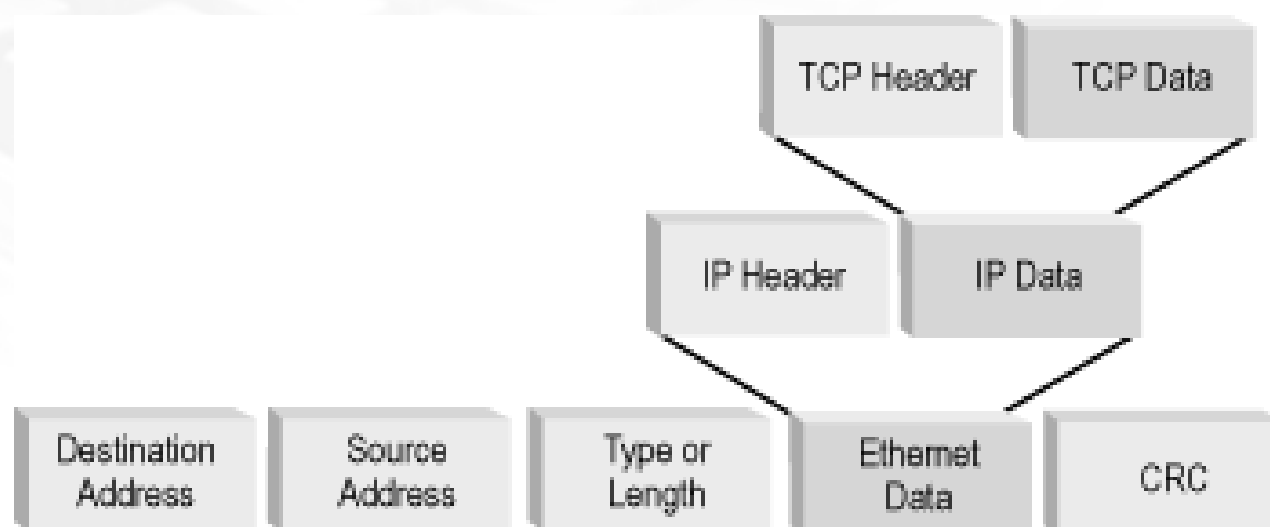 TCP Header
TCP Data
IP Header
IP Data
Destination
Address
Source
Address
Type or
Length
Ethernet
Data
CRC